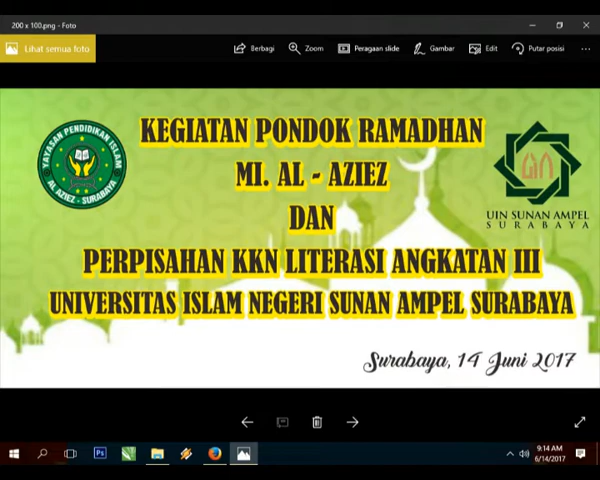 200 x 100.png - Foto
Lihat semua foto
Berbagi
Zoom
Peragaan slide
Gambar
Edit
Putar posisi
YAYASAN PENDIDIKAN ISLAM
AL AZIEZ - SURABAYA
KEGIATAN PONDOK RAMADHAN
MI. AL - AZIEZ
DAN
PERPISAHAN KKN LITERASI ANGKATAN III
UNIVERSITAS ISLAM NEGERI SUNAN AMPEL SURABAYA
UIN SUNAN AMPEL
SURABAYA
Surabaya, 14 Juni 2017
Ps
9:14 AM
6/14/2017